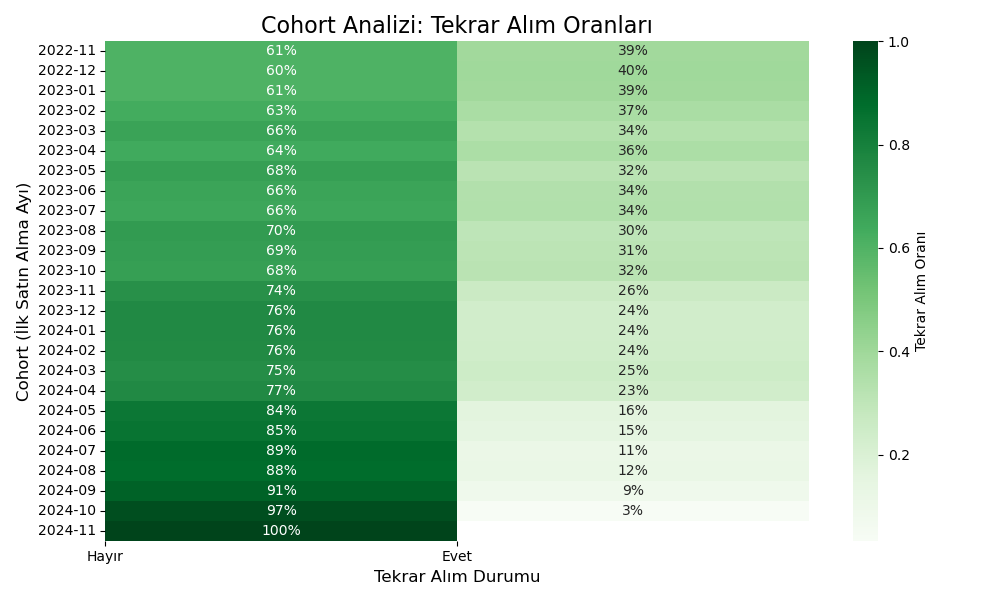 Cohort Analizi: Tekrar Alım Oranları
Cohort (İlk Satın Alma Ayı)
2022-11 61% 39%
2022-12 60% 40%
2023-01 61% 39%
2023-02 63% 37%
2023-03 66% 34%
2023-04 64% 36%
2023-05 68% 32%
2023-06 66% 34%
2023-07 66% 34%
2023-08 70% 30%
2023-09 69% 31%
2023-10 68% 32%
2023-11 74% 26%
2023-12 76% 24%
2024-01 76% 24%
2024-02 76% 24%
2024-03 75% 25%
2024-04 77% 23%
2024-05 84% 16%
2024-06 85% 15%
2024-07 89% 11%
2024-08 88% 12%
2024-09 91% 9%
2024-10 97% 3%
2024-11 100%
Hayır Evet
Tekrar Alım Durumu
1.0
0.8
0.6
0.4
0.2
Tekrar Alım Oranı